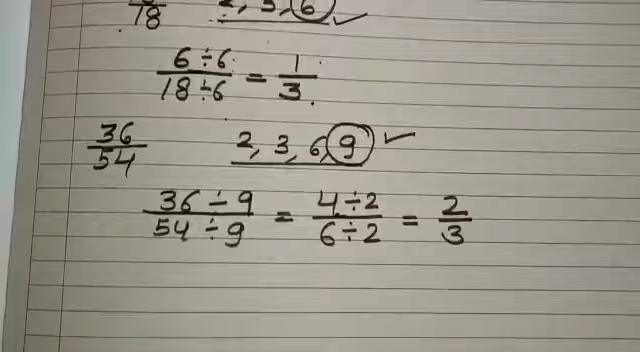 /18 2, 3, 6 ✓
6÷6/18÷6 = 1/3
36/54 2, 3, 6, 9 ✓
36÷9/54÷9 = 4÷2/6÷2 = 2/3